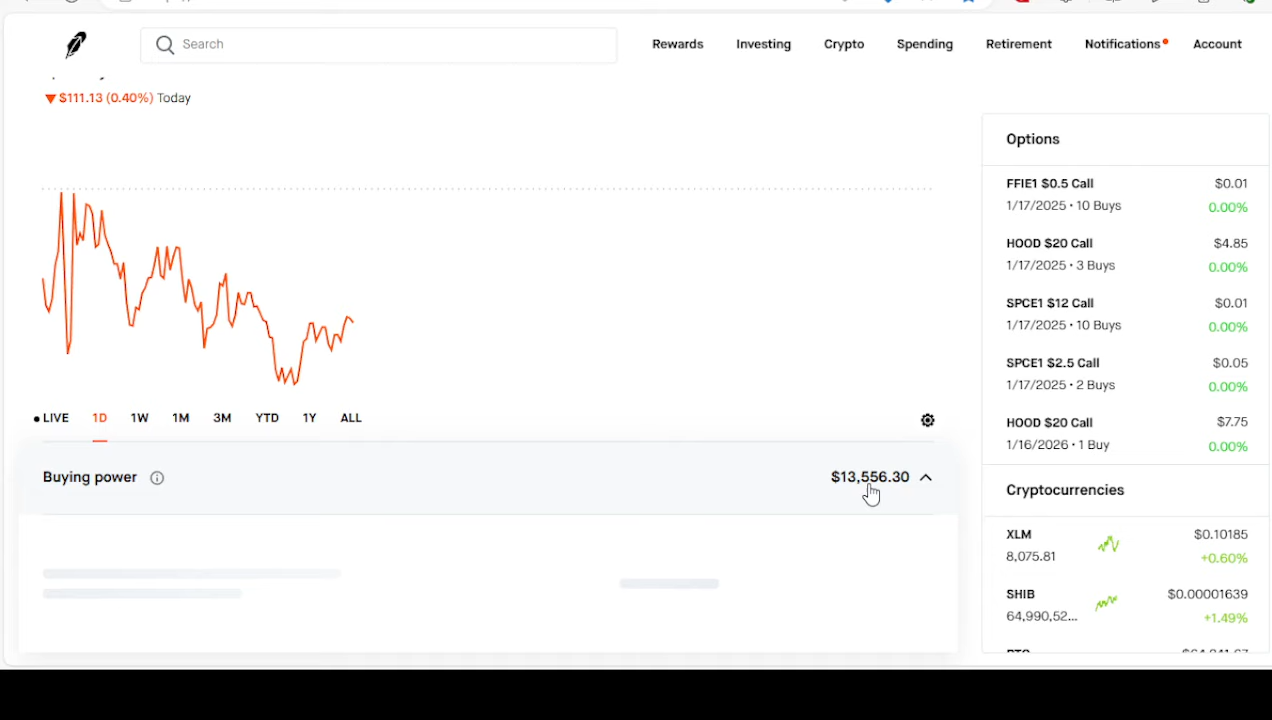 Search
Rewards
Investing
Crypto
Spending
Retirement
Notifications
Account
$111.13 (0.40%) Today
LIVE
1D
1W
1M
3M
YTD
1Y
ALL
Buying power
$13,556.30
Options
FFIE1 $0.5 Call $0.01
1/17/2025 · 10 Buys 0.00%
HOOD $20 Call $4.85
1/17/2025 · 3 Buys 0.00%
SPCE1 $12 Call $0.01
1/17/2025 · 10 Buys 0.00%
SPCE1 $2.5 Call $0.05
1/17/2025 · 2 Buys 0.00%
HOOD $20 Call $7.75
1/16/2026 · 1 Buy 0.00%
Cryptocurrencies
XLM $0.10185
8,075.81 +0.60%
SHIB $0.00001639
64,990,52... +1.49%